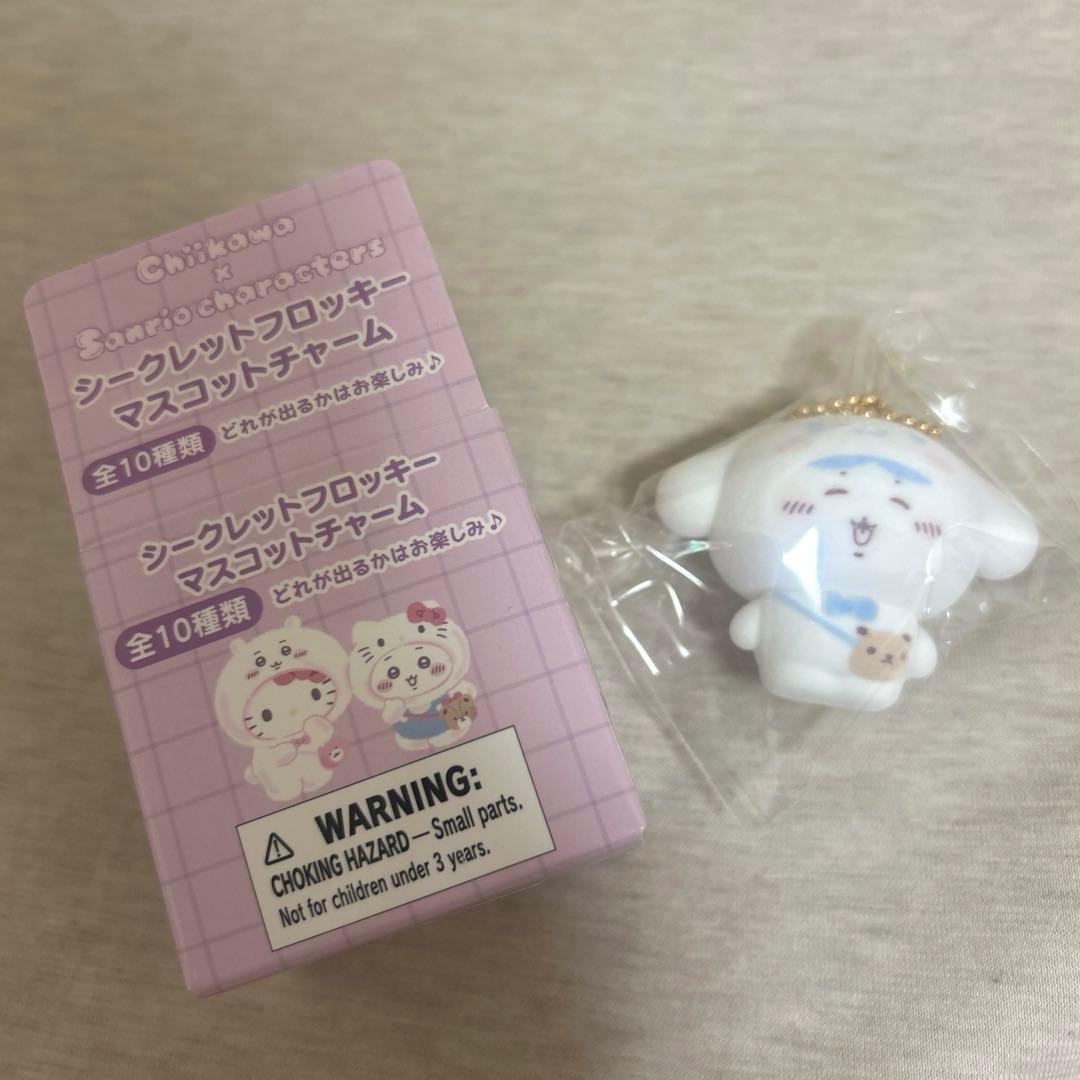 Chiikawa
x
Sanrio characters
シークレットフロッキー
マスコットチャーム
全10種類
どれが出るかはお楽しみ♪
シークレットフロッキー
マスコットチャーム
全10種類
どれが出るかはお楽しみ♪
⚠ WARNING:
CHOKING HAZARD—Small parts.
Not for children under 3 years.